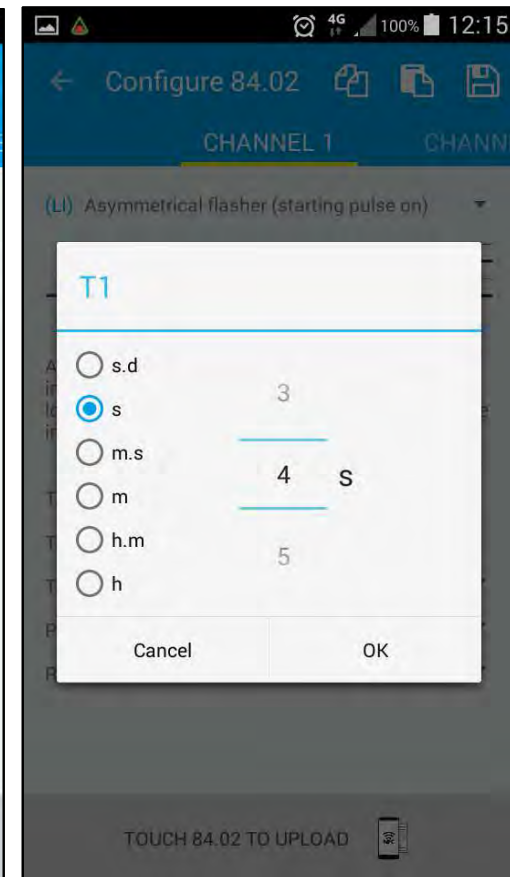 4G 100% 12:15
Configure 84.02
CHANNEL 1 CHANN
(LI) Asymmetrical flasher (starting pulse on)
T1
s.d
s
m.s
m
h.m
h
3
4 s
5
Cancel OK
TOUCH 84.02 TO UPLOAD